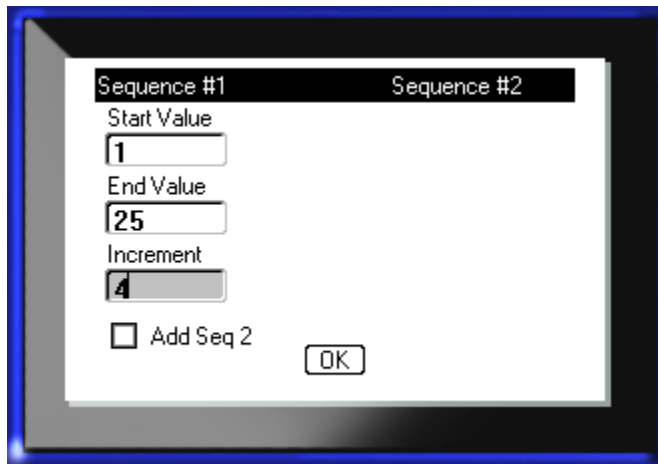 Sequence #1 Sequence #2
Start Value
1
End Value
25
Increment
4
Add Seq 2
OK